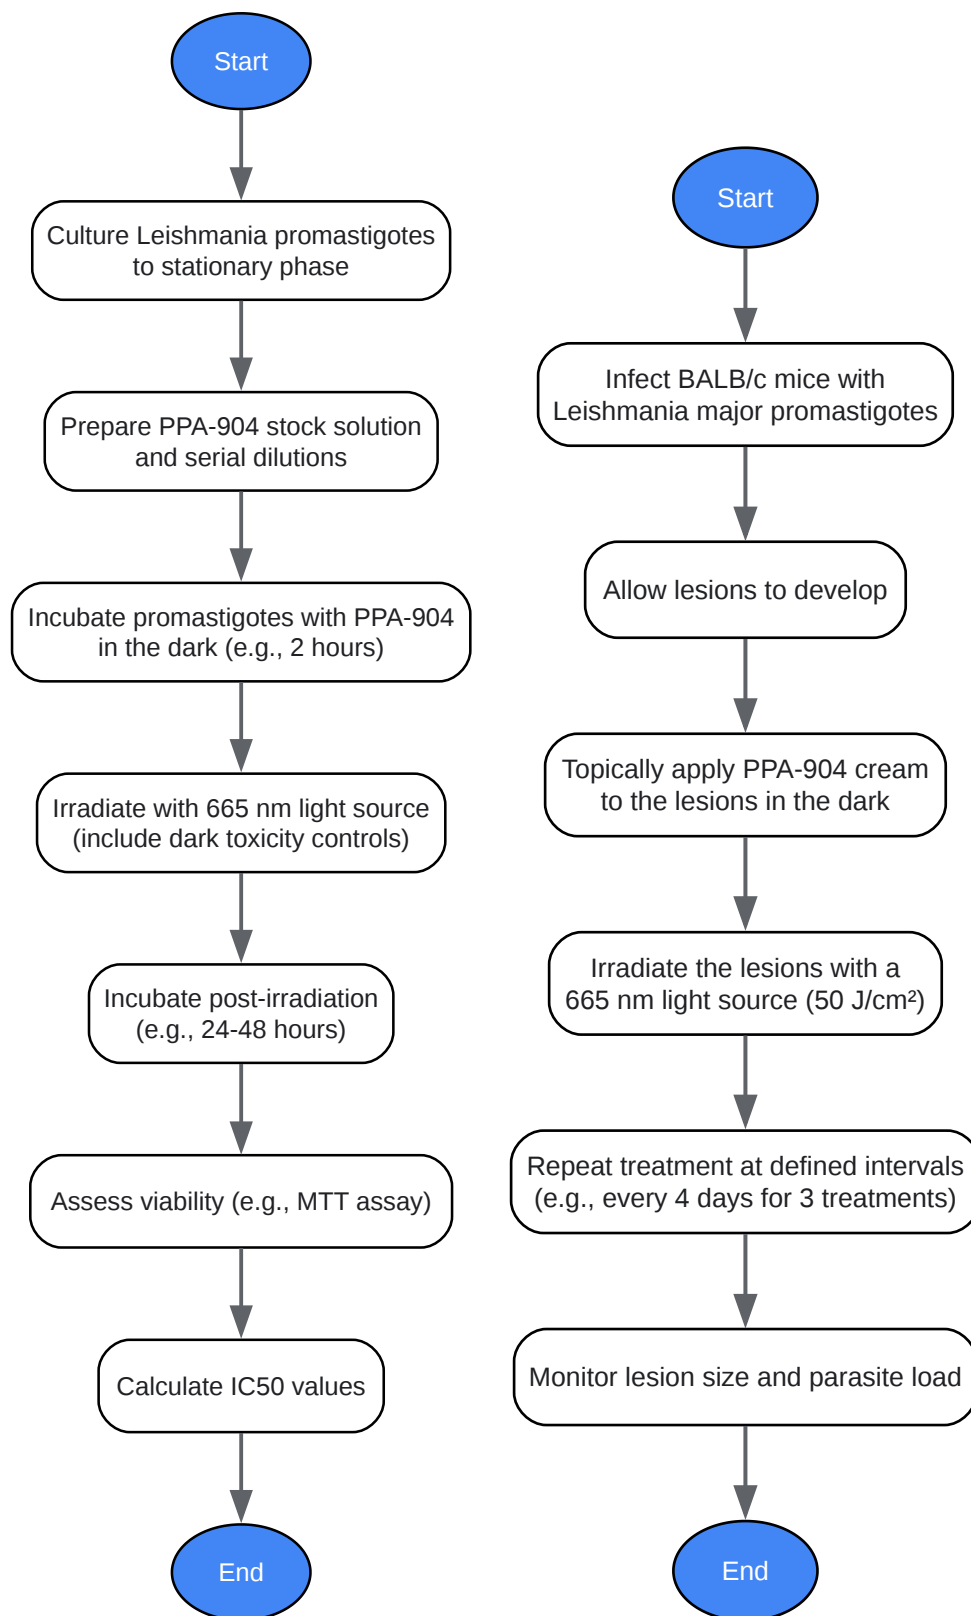 Start
Culture Leishmania promastigotes
to stationary phase
Prepare PPA-904 stock solution
and serial dilutions
Incubate promastigotes with PPA-904
in the dark (e.g., 2 hours)
Irradiate with 665 nm light source
(include dark toxicity controls)
Incubate post-irradiation
(e.g., 24-48 hours)
Assess viability (e.g., MTT assay)
Calculate IC50 values
End
Start
Infect BALB/c mice with
Leishmania major promastigotes
Allow lesions to develop
Topically apply PPA-904 cream
to the lesions in the dark
Irradiate the lesions with a
665 nm light source (50 J/cm²)
Repeat treatment at defined intervals
(e.g., every 4 days for 3 treatments)
Monitor lesion size and parasite load
End